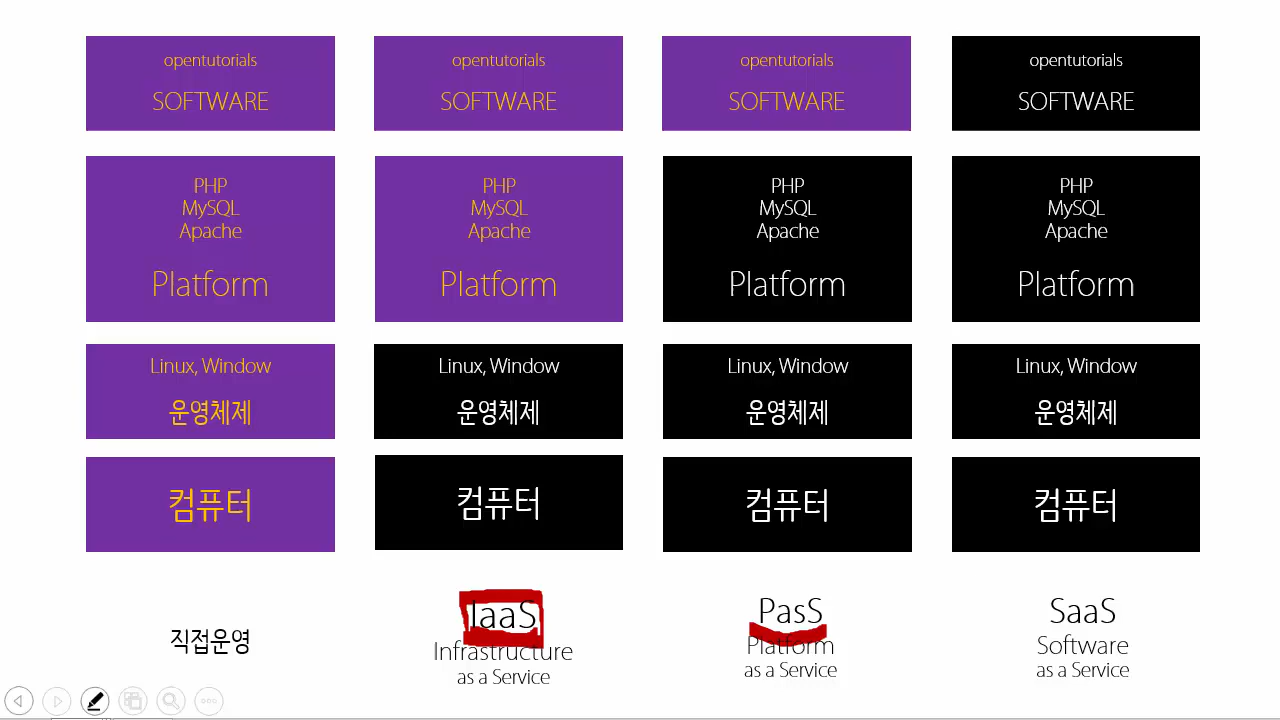 opentutorials
SOFTWARE
PHP
MySQL
Apache
Platform
Linux, Window
운영체제
컴퓨터
직접운영
opentutorials
SOFTWARE
PHP
MySQL
Apache
Platform
Linux, Window
운영체제
컴퓨터
IaaS
Infrastructure
as a Service
opentutorials
SOFTWARE
PHP
MySQL
Apache
Platform
Linux, Window
운영체제
컴퓨터
PasS
Platform
as a Service
opentutorials
SOFTWARE
PHP
MySQL
Apache
Platform
Linux, Window
운영체제
컴퓨터
SaaS
Software
as a Service